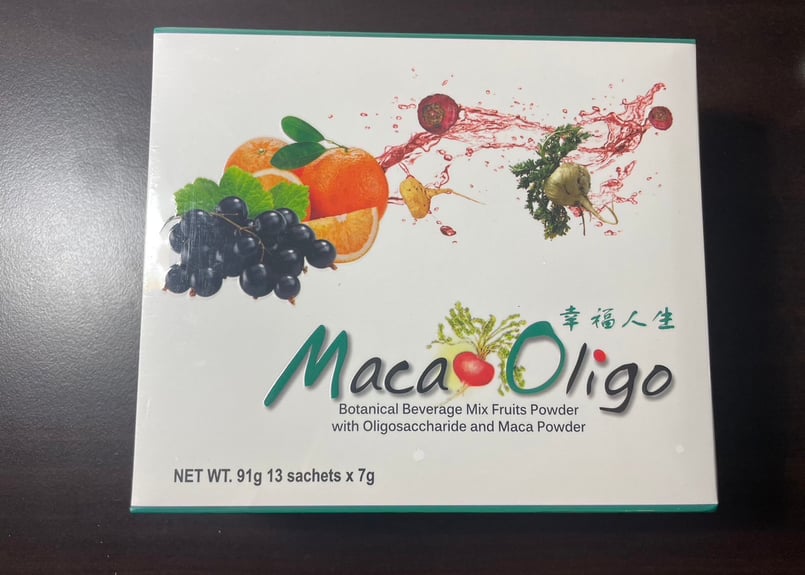 幸福人生
Maca Oligo
Botanical Beverage Mix Fruits Powder
with Oligosaccharide and Maca Powder
NET WT. 91g 13 sachets x 7g